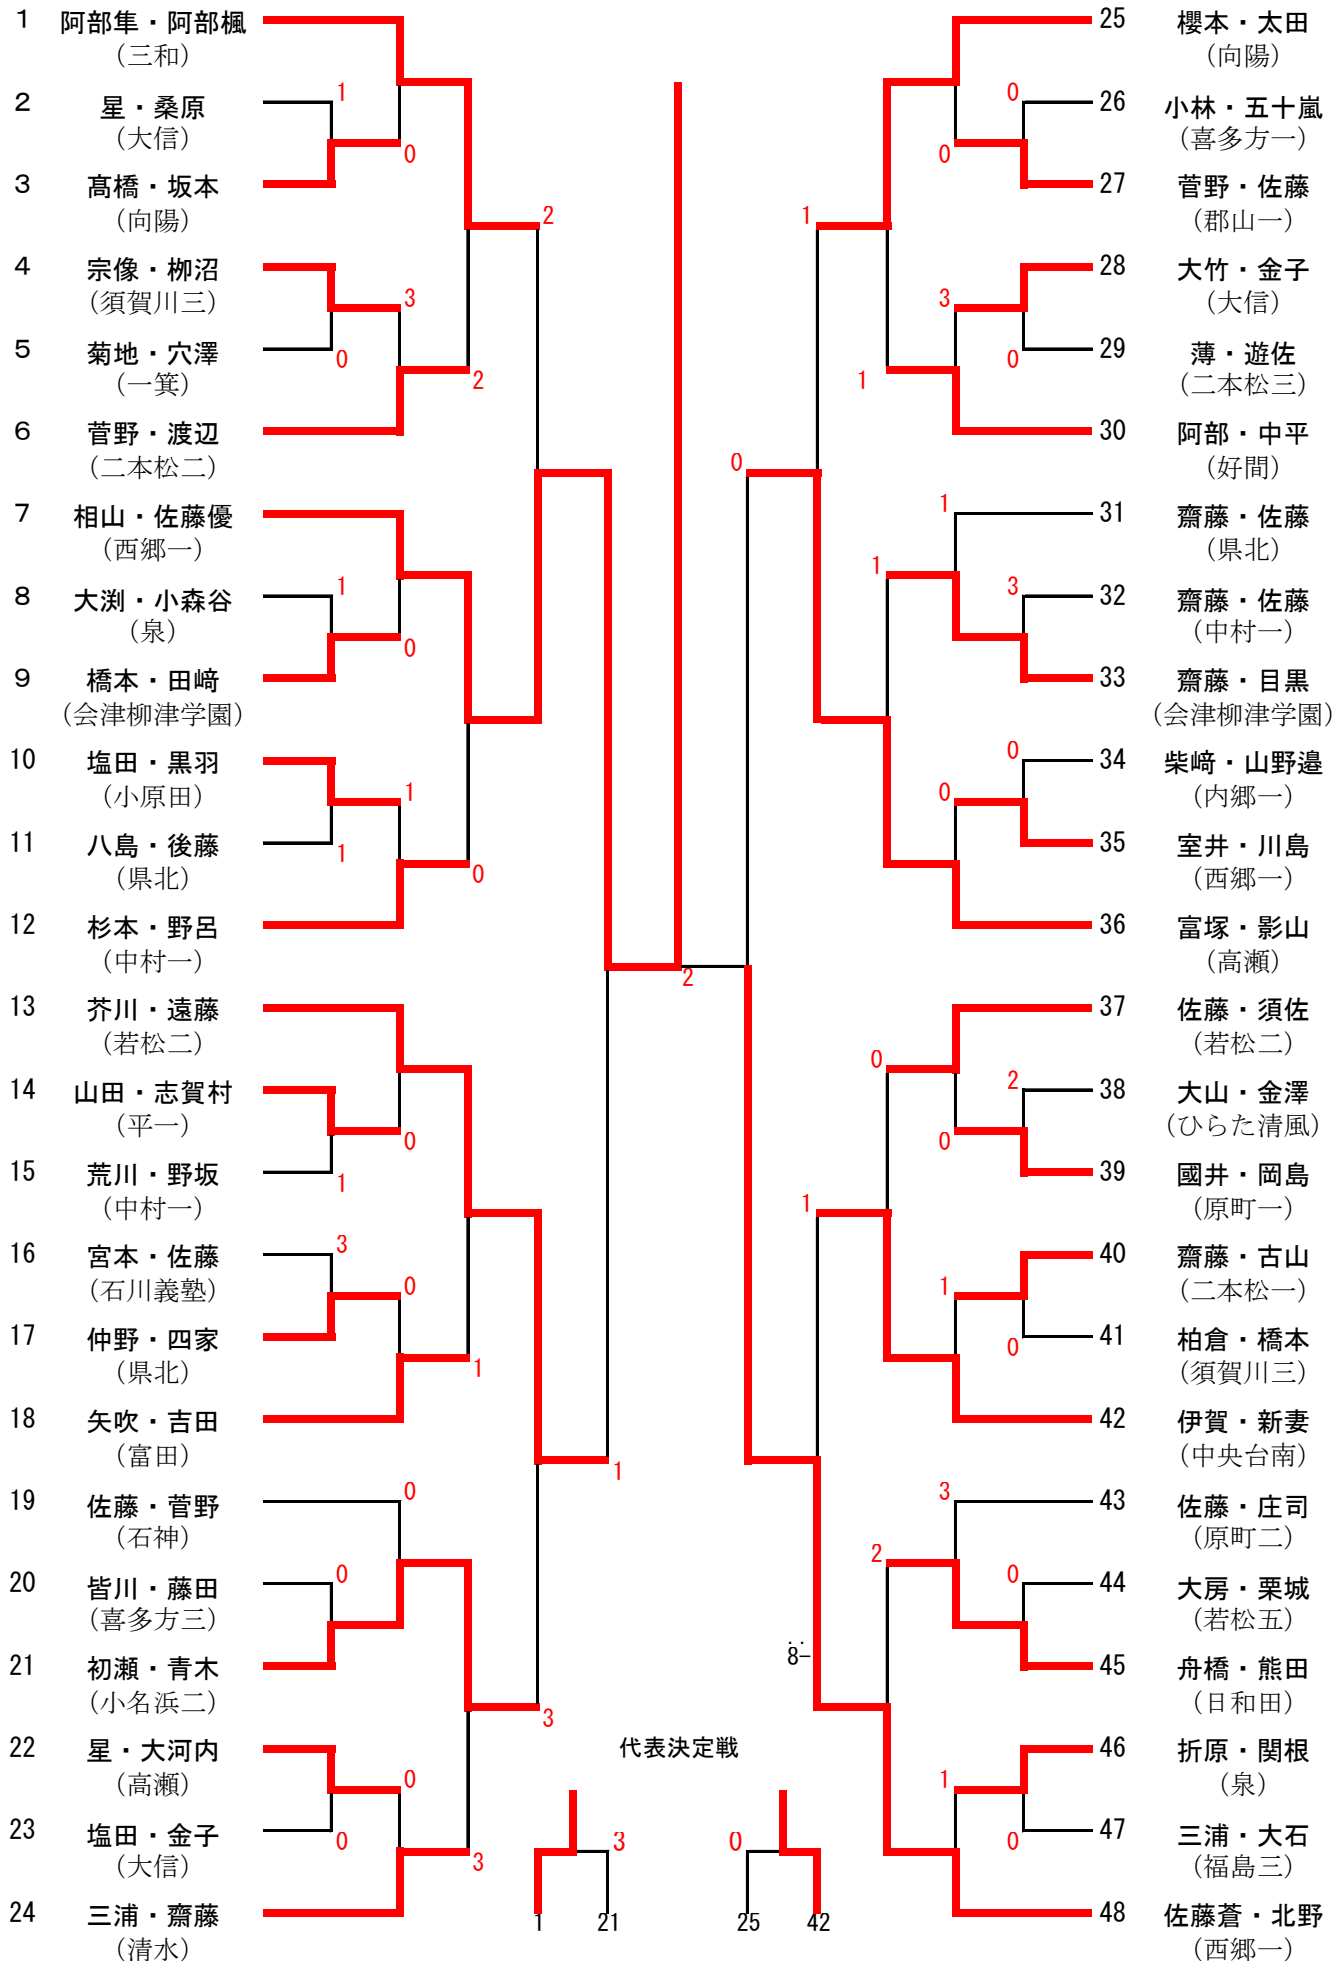 1 阿部隼・阿部楓
（三和）
2 星・桑原
（大信）
3 髙橋・坂本
（向陽）
4 宗像・栁沼
（須賀川三）
5 菊地・穴澤
（一箕）
6 菅野・渡辺
（二本松二）
7 相山・佐藤優
（西郷一）
8 大渕・小森谷
（泉）
9 橋本・田﨑
（会津柳津学園）
10 塩田・黒羽
（小原田）
11 八島・後藤
（県北）
12 杉本・野呂
（中村一）
13 芥川・遠藤
（若松二）
14 山田・志賀村
（平一）
15 荒川・野坂
（中村一）
16 宮本・佐藤
（石川義塾）
17 仲野・四家
（県北）
18 矢吹・吉田
（富田）
19 佐藤・菅野
（石神）
20 皆川・藤田
（喜多方三）
21 初瀬・青木
（小名浜二）
22 星・大河内
（高瀬）
23 塩田・金子
（大信）
24 三浦・齋藤
（清水）
1
0
2
3
0
2
1
0
1
1
0
0
1
3
0
1
1
0
0
3
0
0
3
2
25 櫻本・太田
（向陽）
26 小林・五十嵐
（喜多方一）
27 菅野・佐藤
（郡山一）
28 大竹・金子
（大信）
29 薄・遊佐
（二本松三）
30 阿部・中平
（好間）
31 齋藤・佐藤
（県北）
32 齋藤・佐藤
（中村一）
33 齋藤・目黒
（会津柳津学園）
34 柴﨑・山野邉
（内郷一）
35 室井・川島
（西郷一）
36 富塚・影山
（高瀬）
37 佐藤・須佐
（若松二）
38 大山・金澤
（ひらた清風）
39 國井・岡島
（原町一）
40 齋藤・古山
（二本松一）
41 柏倉・橋本
（須賀川三）
42 伊賀・新妻
（中央台南）
43 佐藤・庄司
（原町二）
44 大房・栗城
（若松五）
45 舟橋・熊田
（日和田）
46 折原・関根
（泉）
47 三浦・大石
（福島三）
48 佐藤蒼・北野
（西郷一）
0
0
1
3
0
1
0
1
1
3
0
0
0
2
0
1
1
0
3
2
0
8-
1
0
代表決定戦
3
0
1 21
25 42